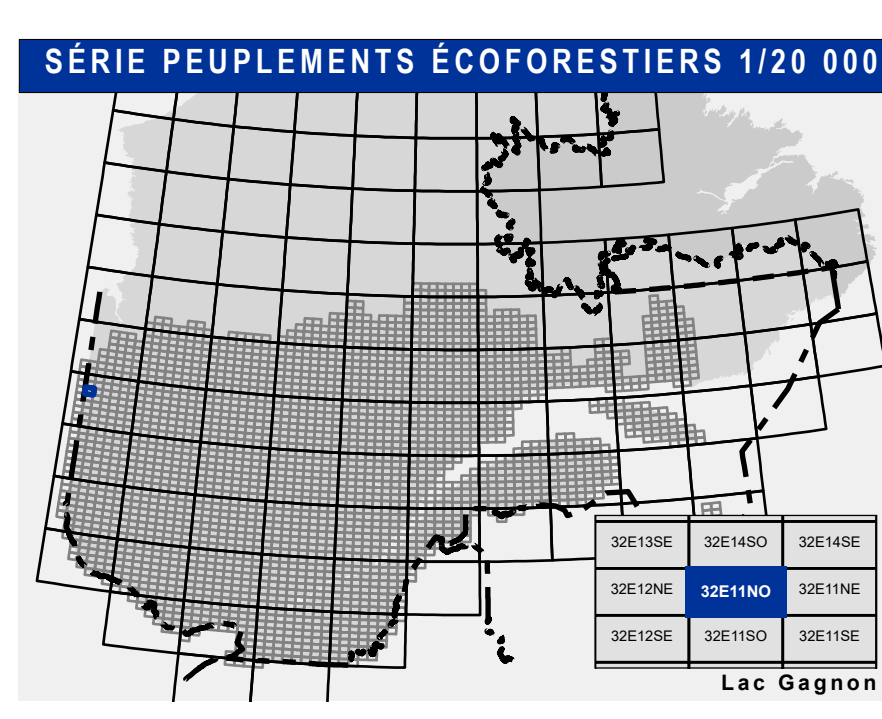 SÉRIE PEUPLEMENTS ÉCOFORESTIERS 1/20 000
32E13SE 32E14SO 32E14SE
32E12NE 32E11NO 32E11NE
32E12SE 32E11SO 32E11SE
Lac Gagnon